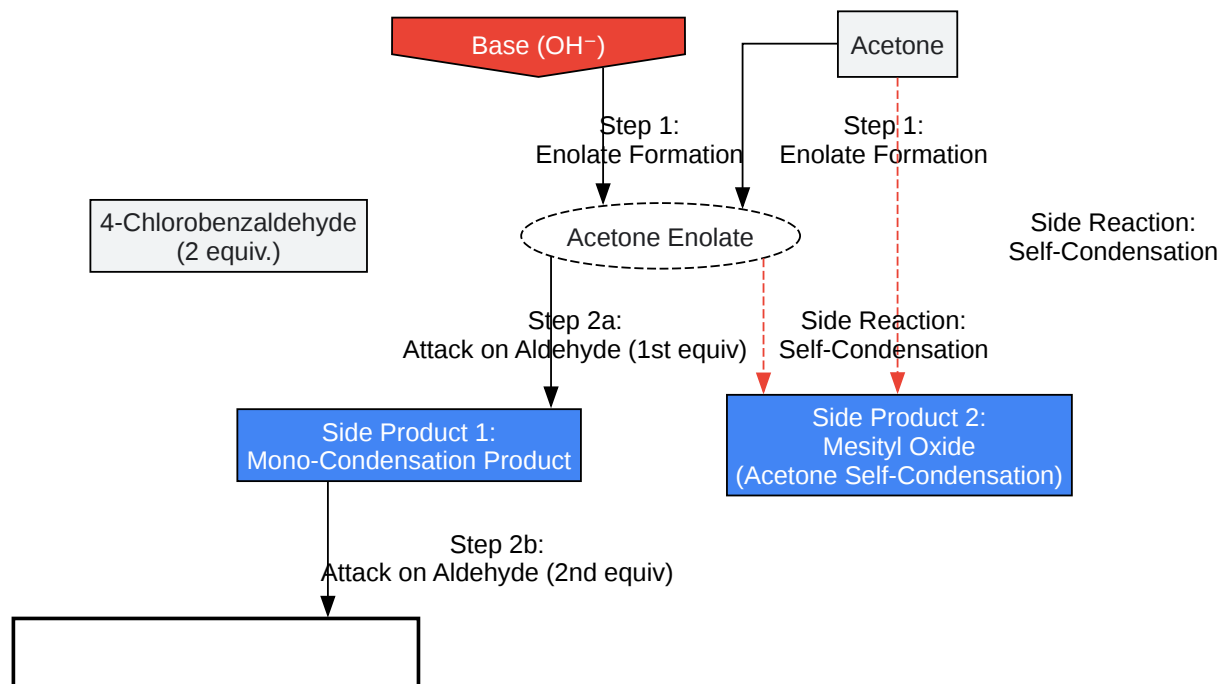 Base (OH⁻)
Acetone
Step 1:
Enolate Formation
Step 1:
Enolate Formation
4-Chlorobenzaldehyde
(2 equiv.)
Acetone Enolate
Side Reaction:
Self-Condensation
Step 2a:
Attack on Aldehyde (1st equiv)
Side Reaction:
Self-Condensation
Side Product 1:
Mono-Condensation Product
Side Product 2:
Mesityl Oxide
(Acetone Self-Condensation)
Step 2b:
Attack on Aldehyde (2nd equiv)